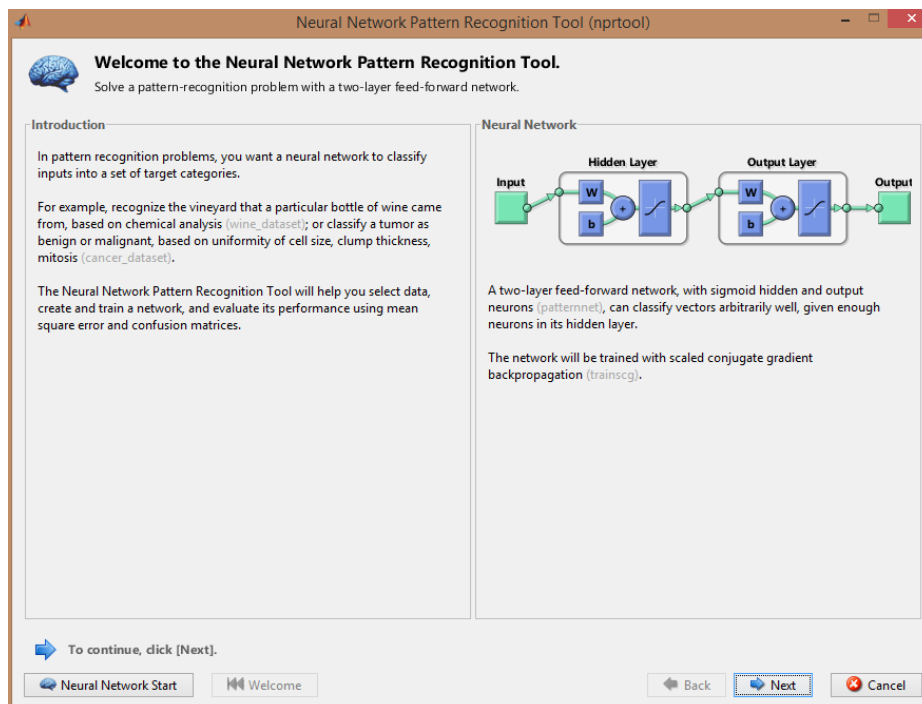 Neural Network Pattern Recognition Tool (nprtool)
Welcome to the Neural Network Pattern Recognition Tool.
Solve a pattern-recognition problem with a two-layer feed-forward network.
Introduction
In pattern recognition problems, you want a neural network to classify
inputs into a set of target categories.
For example, recognize the vineyard that a particular bottle of wine came
from, based on chemical analysis (wine_dataset); or classify a tumor as
benign or malignant, based on uniformity of cell size, clump thickness,
mitosis (cancer_dataset).
The Neural Network Pattern Recognition Tool will help you select data,
create and train a network, and evaluate its performance using mean
square error and confusion matrices.
Neural Network
Hidden Layer
Output Layer
Input
Output
W
b
+
W
b
+
A two-layer feed-forward network, with sigmoid hidden and output
neurons (patternnet), can classify vectors arbitrarily well, given enough
neurons in its hidden layer.
The network will be trained with scaled conjugate gradient
backpropagation (trainscg).
To continue, click [Next].
Neural Network Start
Welcome
Back
Next
Cancel